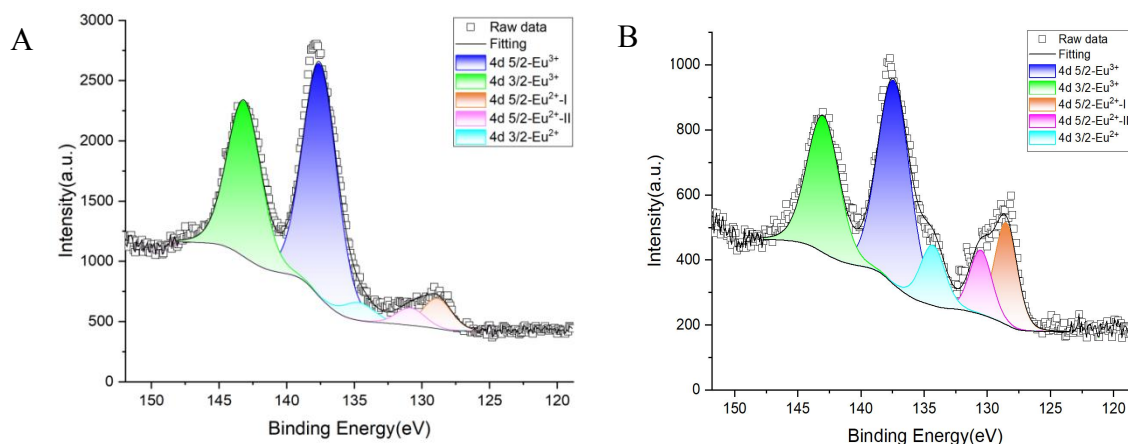 A
3000
2500
2000
1500
1000
500
0
Intensity(a.u.)
150 145 140 135 130 125 120
Binding Energy(eV)
Raw data
Fitting
4d 5/2-Eu³⁺
4d 3/2-Eu³⁺
4d 5/2-Eu²⁺-I
4d 5/2-Eu²⁺-II
4d 3/2-Eu²⁺
B
1000
800
600
400
200
0
Intensity(a.u.)
150 145 140 135 130 125 120
Binding Energy(eV)
Raw data
Fitting
4d 5/2-Eu³⁺
4d 3/2-Eu³⁺
4d 5/2-Eu²⁺-I
4d 5/2-Eu²⁺-II
4d 3/2-Eu²⁺